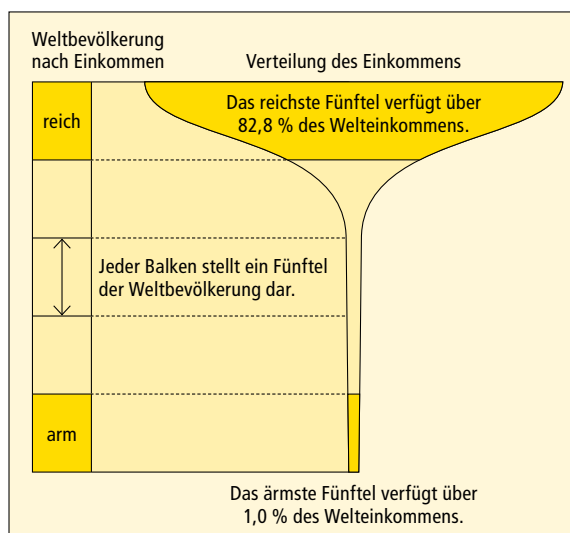 Weltbevölkerung
nach Einkommen
Verteilung des Einkommens
reich
Das reichste Fünftel verfügt über
82,8 % des Welteinkommens.
Jeder Balken stellt ein Fünftel
der Weltbevölkerung dar.
arm
Das ärmste Fünftel verfügt über
1,0 % des Welteinkommens.